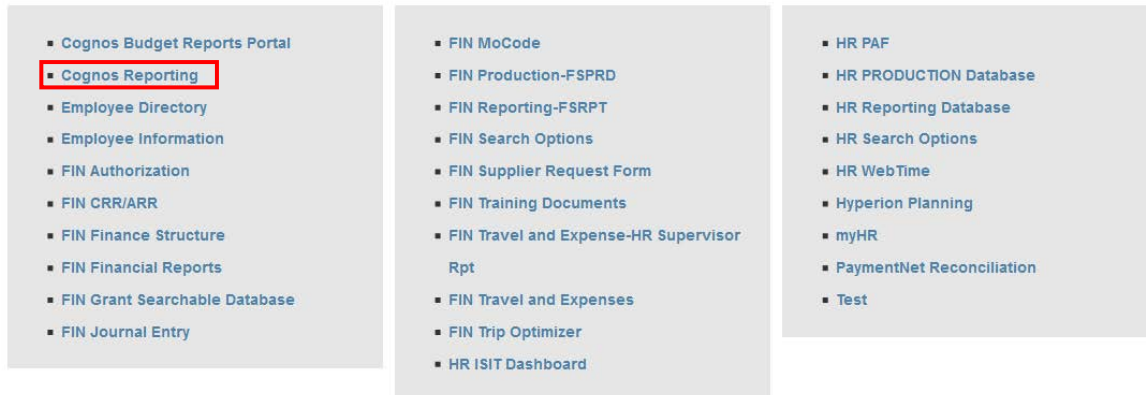 Cognos Budget Reports Portal
Cognos Reporting
Employee Directory
Employee Information
FIN Authorization
FIN CRR/ARR
FIN Finance Structure
FIN Financial Reports
FIN Grant Searchable Database
FIN Journal Entry
FIN MoCode
FIN Production-FSPRD
FIN Reporting-FSRPT
FIN Search Options
FIN Supplier Request Form
FIN Training Documents
FIN Travel and Expense-HR Supervisor
Rpt
FIN Travel and Expenses
FIN Trip Optimizer
HR ISIT Dashboard
HR PAF
HR PRODUCTION Database
HR Reporting Database
HR Search Options
HR WebTime
Hyperion Planning
myHR
PaymentNet Reconciliation
Test